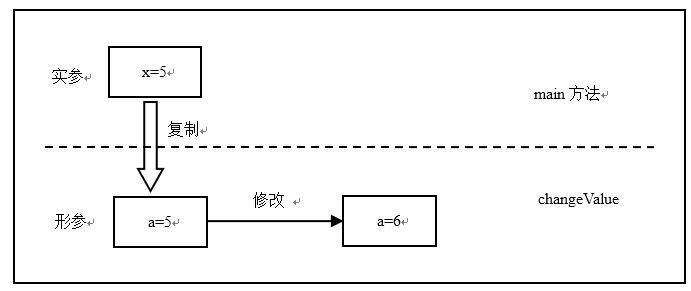 实参
x=5
main 方法
复制
形参
a=5
修改
a=6
changeValue